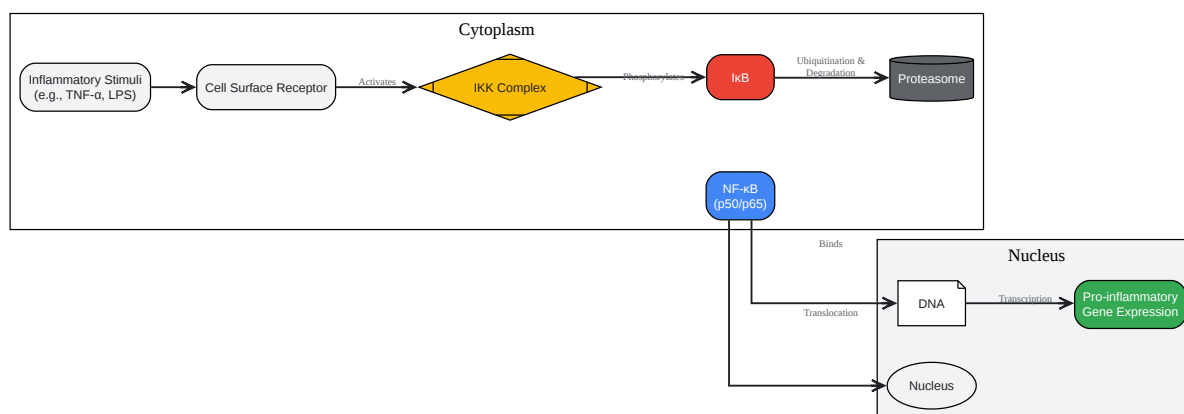 Cytoplasm
Inflammatory Stimuli
(e.g., TNF-α, LPS)
Cell Surface Receptor
Activates
IKK Complex
Phosphorylates
IκB
Ubiquitination &
Degradation
Proteasome
NF-κB
(p50/p65)
Binds
Nucleus
DNA
Transcription
Pro-inflammatory
Gene Expression
Translocation
Nucleus